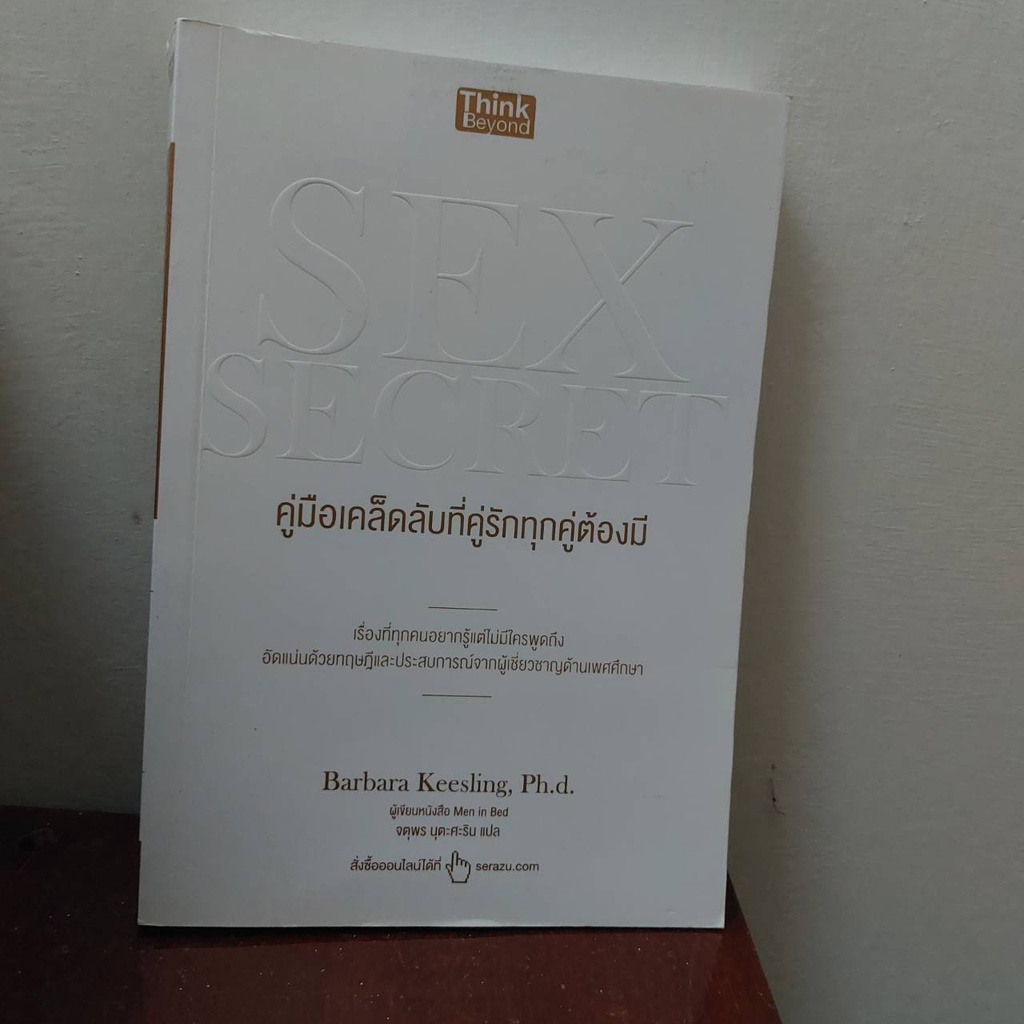 Think
Beyond
SEX
SECRET
คู่มือเคล็ดลับที่คู่รักทุกคู่ต้องมี
เรื่องที่ทุกคนอยากรู้แต่ไม่มีใครพูดถึง
อัดแน่นด้วยทฤษฎีและประสบการณ์จากผู้เชี่ยวชาญด้านเพศศึกษา
Barbara Keesling, Ph.d.
ผู้เขียนหนังสือ Men in Bed
จตุพร นุตะศะริน แปล
สั่งซื้อออนไลน์ได้ที่ serazu.com